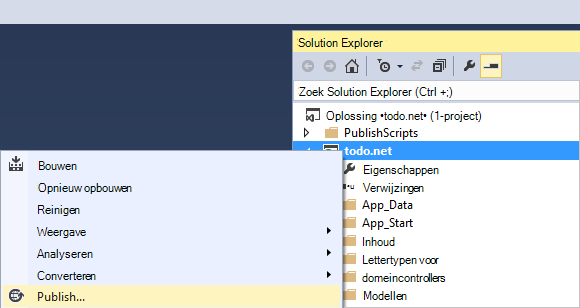 Solution Explorer
Zoek Solution Explorer (Ctrl +;)
Oplossing •todo.net• (1-project)
PublishScripts
todo.net
Eigenschappen
Verwijzingen
App_Data
App_Start
Inhoud
Lettertypen voor
domeincontrollers
Modellen
Bouwen
Opnieuw opbouwen
Reinigen
Weergave
Analyseren
Converteren
Publish...